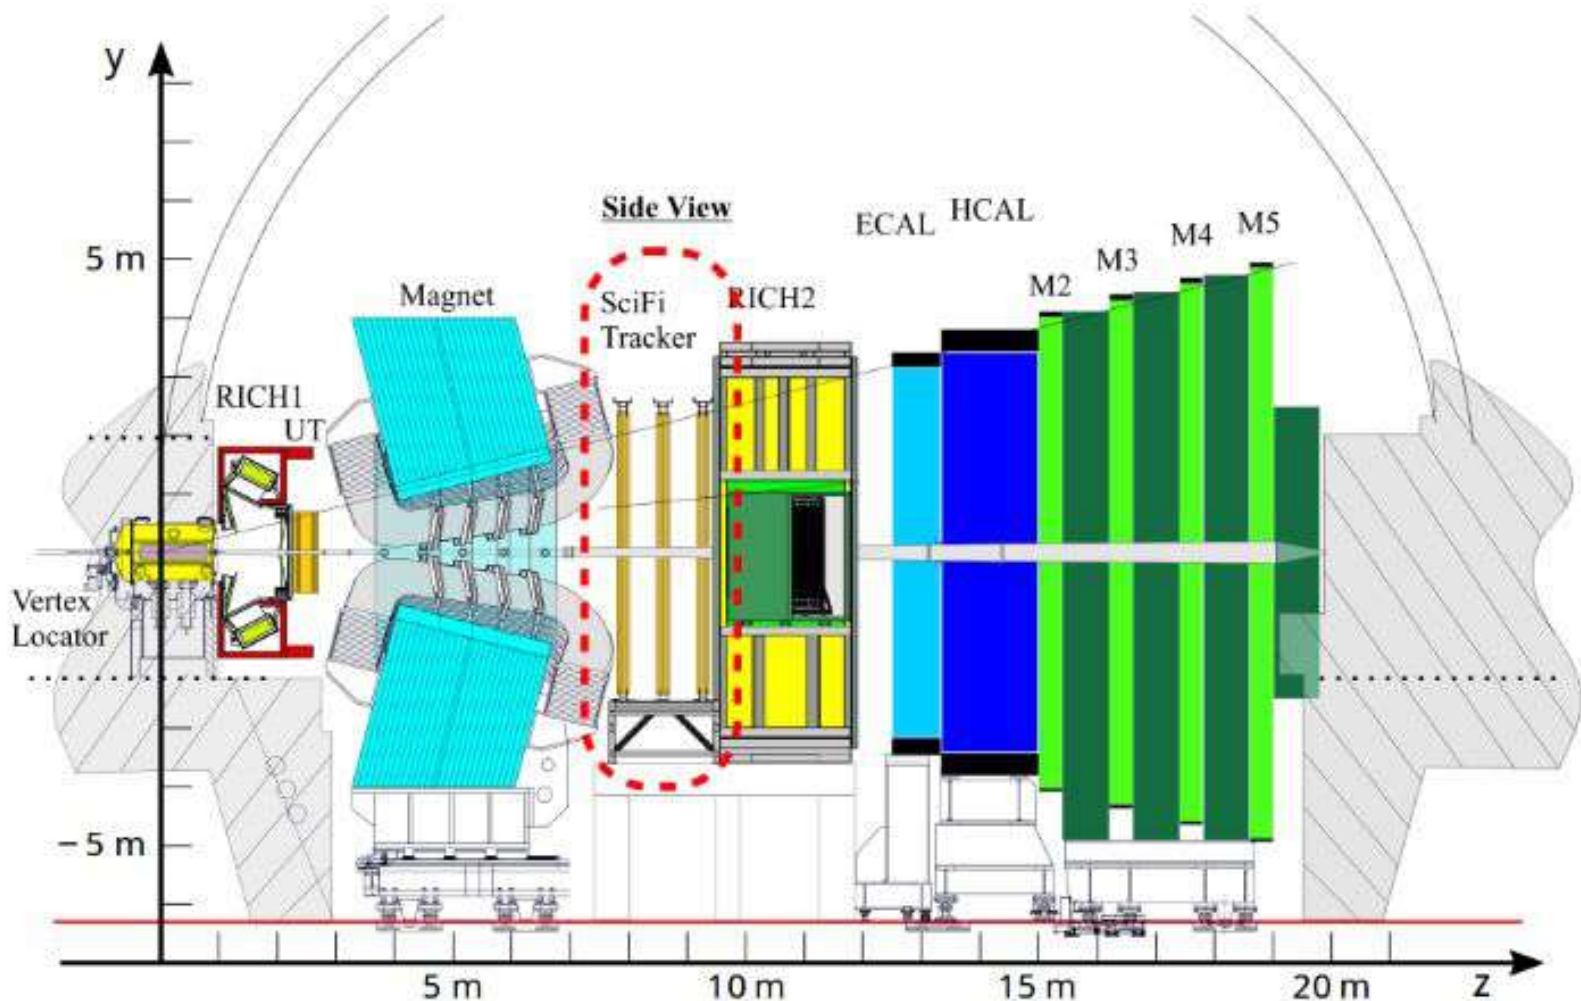 y
Side View
ECAL
HCAL
M5
M4
M3
M2
5 m
Magnet
SciFi
Tracker
RICH2
RICH1
UT
Vertex
Locator
− 5 m
5 m
10 m
15 m
20 m
z